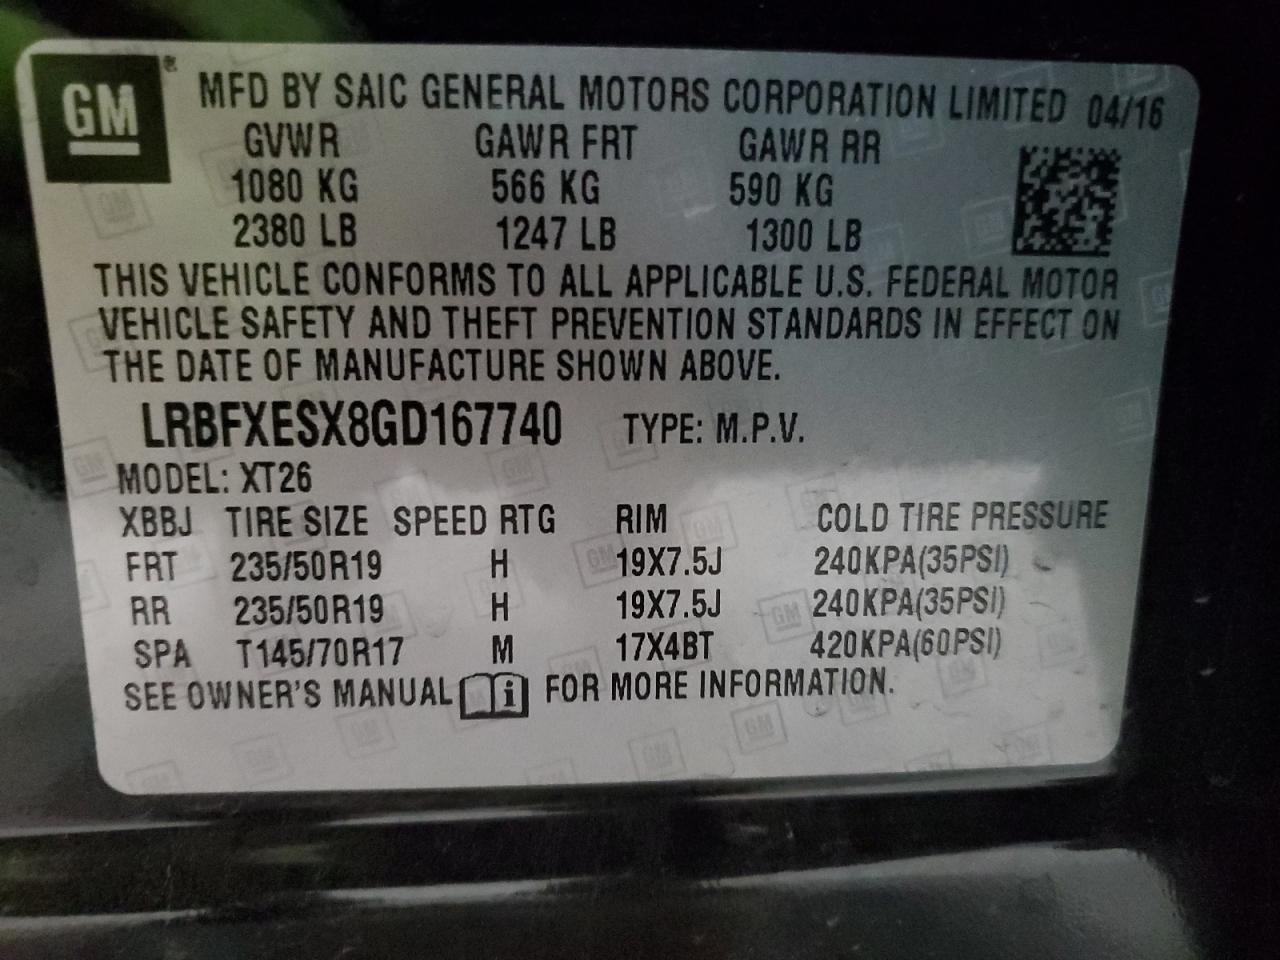 GM ® MFD BY SAIC GENERAL MOTORS CORPORATION LIMITED 04/16
GVWR GAWR FRT GAWR RR
1080 KG 566 KG 590 KG
2380 LB 1247 LB 1300 LB
THIS VEHICLE CONFORMS TO ALL APPLICABLE U.S. FEDERAL MOTOR
VEHICLE SAFETY AND THEFT PREVENTION STANDARDS IN EFFECT ON
THE DATE OF MANUFACTURE SHOWN ABOVE.
LRBFXESX8GD167740 TYPE: M.P.V.
MODEL: XT26
XBBJ TIRE SIZE SPEED RTG RIM COLD TIRE PRESSURE
FRT 235/50R19 H 19X7.5J 240KPA(35PSI)
RR 235/50R19 H 19X7.5J 240KPA(35PSI)
SPA T145/70R17 M 17X4BT 420KPA(60PSI)
SEE OWNER'S MANUAL i FOR MORE INFORMATION.